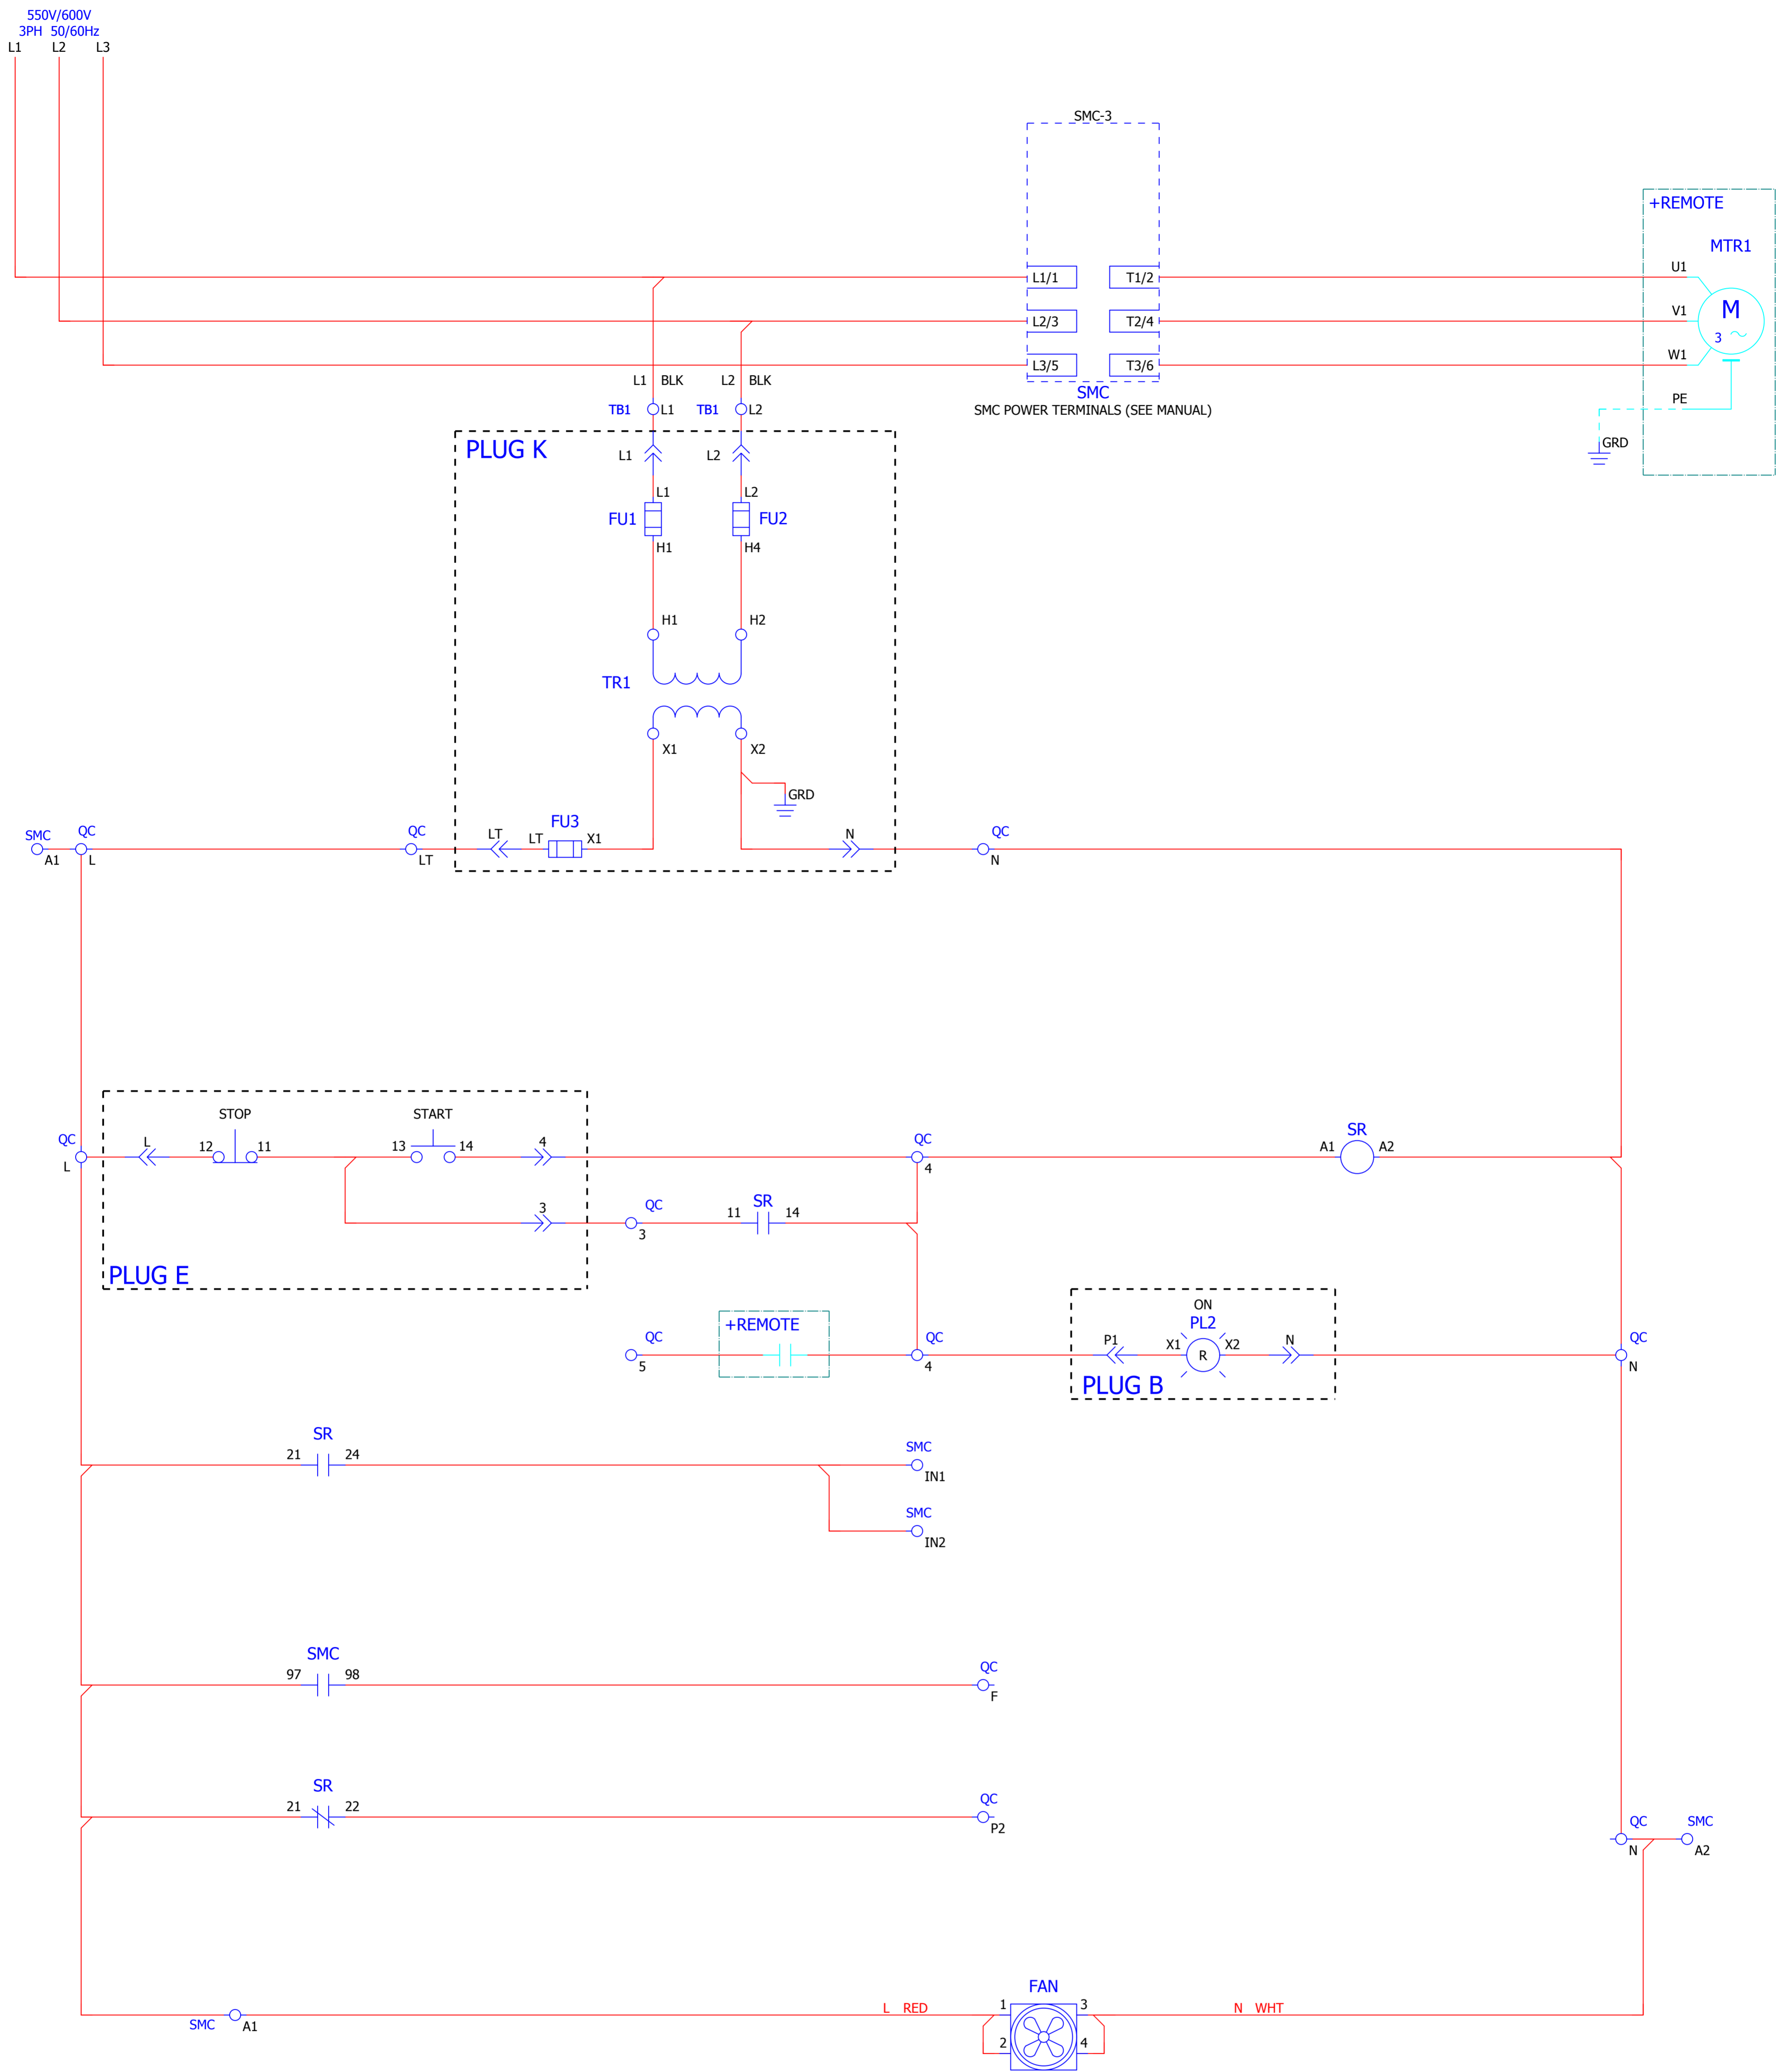 550V/600V
3PH 50/60Hz
L1 L2 L3
SMC-3
+REMOTE
MTR1
L1/1 T1/2 U1
L2/3 T2/4 V1
M
3
L3/5 T3/6 W1
L1 BLK L2 BLK
SMC
SMC POWER TERMINALS (SEE MANUAL)
PE
GRD
TB1 L1 TB1 L2
PLUG K
L1 L2
L1 L2
FU1 FU2
H1 H4
H1 H2
TR1
X1 X2
GRD
SMC QC QC FU3 QC
LT LT X1 N
A1 L LT N
STOP START
QC L 12 11 13 14 4 QC SR
L 4 A1 A2
3 QC 11 SR 14
3
PLUG E
ON
+REMOTE
PL2
QC QC P1 X1 R X2 N QC
5 4 N
PLUG B
SR SMC
21 24 IN1
SMC
IN2
SMC QC
97 98 F
SR QC
21 22 P2
QC SMC
N A2
FAN
L RED 1 3 N WHT
SMC A1
2 4